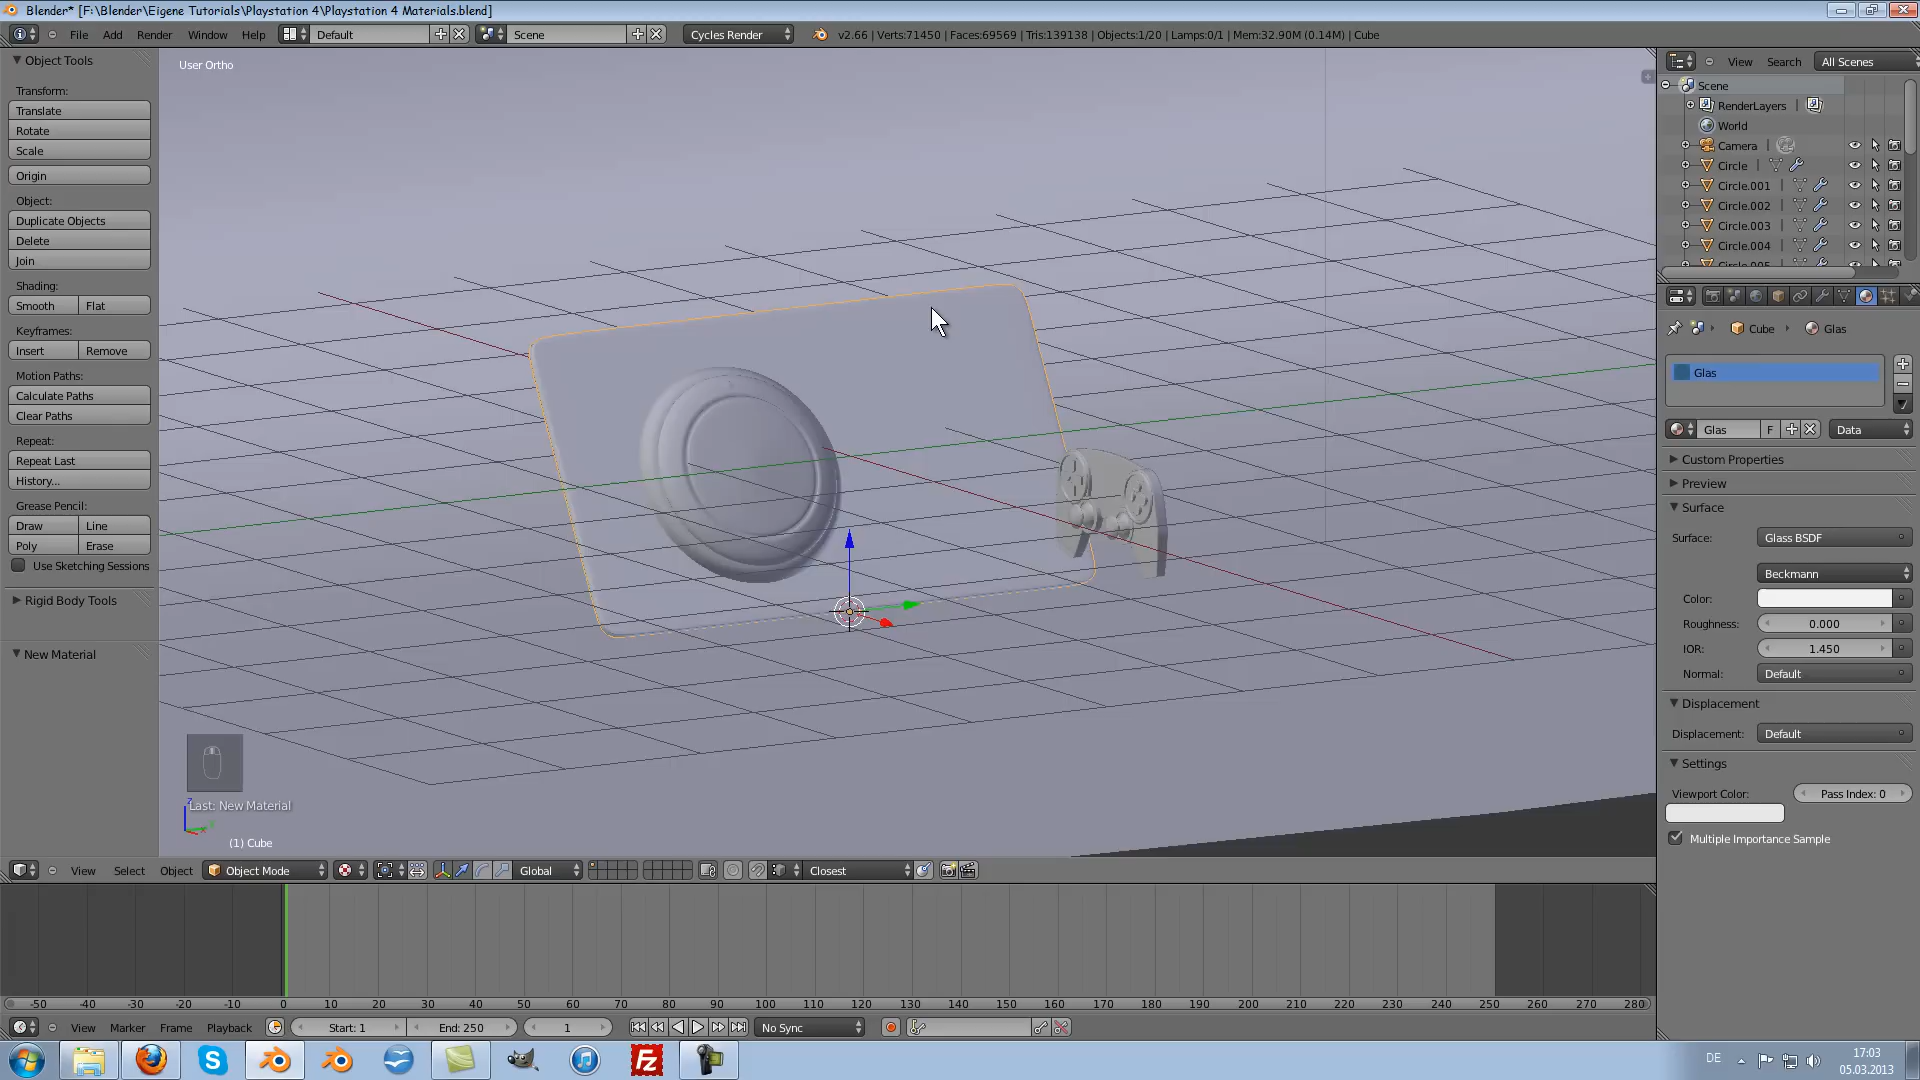 Blender* [F:\Blender\Eigene Tutorials\Playstation 4\Playstation 4 Materials.blend]
File Add Render Window Help Default Scene Cycles Render v2.66 | Verts:71450 | Faces:69569 | Tris:139138 | Objects:1/20 | Lamps:0/1 | Mem:32.90M (0.14M) | Cube
Object Tools
Transform:
Translate
Rotate
Scale
Origin
Object:
Duplicate Objects
Delete
Join
Shading:
Smooth Flat
Keyframes:
Insert Remove
Motion Paths:
Calculate Paths
Clear Paths
Repeat:
Repeat Last
History...
Grease Pencil:
Draw Line
Poly Erase
Use Sketching Sessions
Rigid Body Tools
New Material
User Ortho
Last: New Material
(1) Cube
View Search All Scenes
Scene
RenderLayers
World
Camera
Circle
Circle.001
Circle.002
Circle.003
Circle.004
Circle.005
Cube Glas
Glas
Glas F Data
Custom Properties
Preview
Surface
Surface: Glass BSDF
Beckmann
Color:
Roughness: 0.000
IOR: 1.450
Normal: Default
Displacement
Displacement: Default
Settings
Viewport Color: Pass Index: 0
Multiple Importance Sample
View Select Object Object Mode Global Closest
-50 -40 -30 -20 -10 0 10 20 30 40 50 60 70 80 90 100 110 120 130 140 150 160 170 180 190 200 210 220 230 240 250 260 270 280
View Marker Frame Playback Start: 1 End: 250 1 No Sync
DE 17:03
05.03.2013